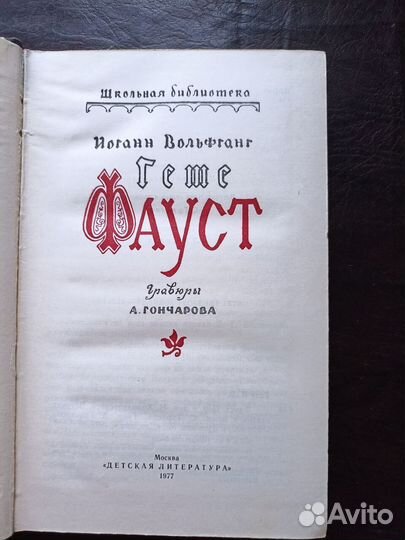 Школьная библиотека
Иоганн Вольфганг
Гете
ФАУСТ
Гравюры
А. ГОНЧАРОВА
Москва
«ДЕТСКАЯ ЛИТЕРАТУРА»
1977
Avito